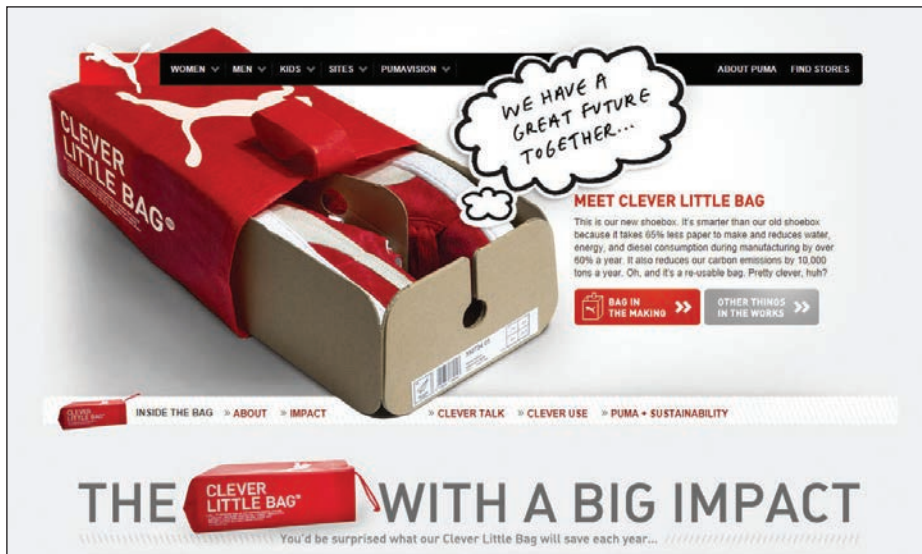 WOMEN MEN KIDS SITES PUMAVISION ABOUT PUMA FIND STORES
WE HAVE A
GREAT FUTURE
TOGETHER...
CLEVER
LITTLE BAG
MEET CLEVER LITTLE BAG
This is our new shoebox. It's smarter than our old shoebox
because it takes 65% less paper to make and reduces water,
energy, and diesel consumption during manufacturing by over
60% a year. It also reduces our carbon emissions by 10,000
tons a year. Oh, and it's a re-usable bag. Pretty clever, huh?
BAG IN
THE MAKING »
OTHER THINGS
IN THE WORKS »
CLEVER
LITTLE BAG
INSIDE THE BAG » ABOUT » IMPACT » CLEVER TALK » CLEVER USE » PUMA + SUSTAINABILITY
THE CLEVER
LITTLE BAG WITH A BIG IMPACT
You'd be surprised what our Clever Little Bag will save each year...